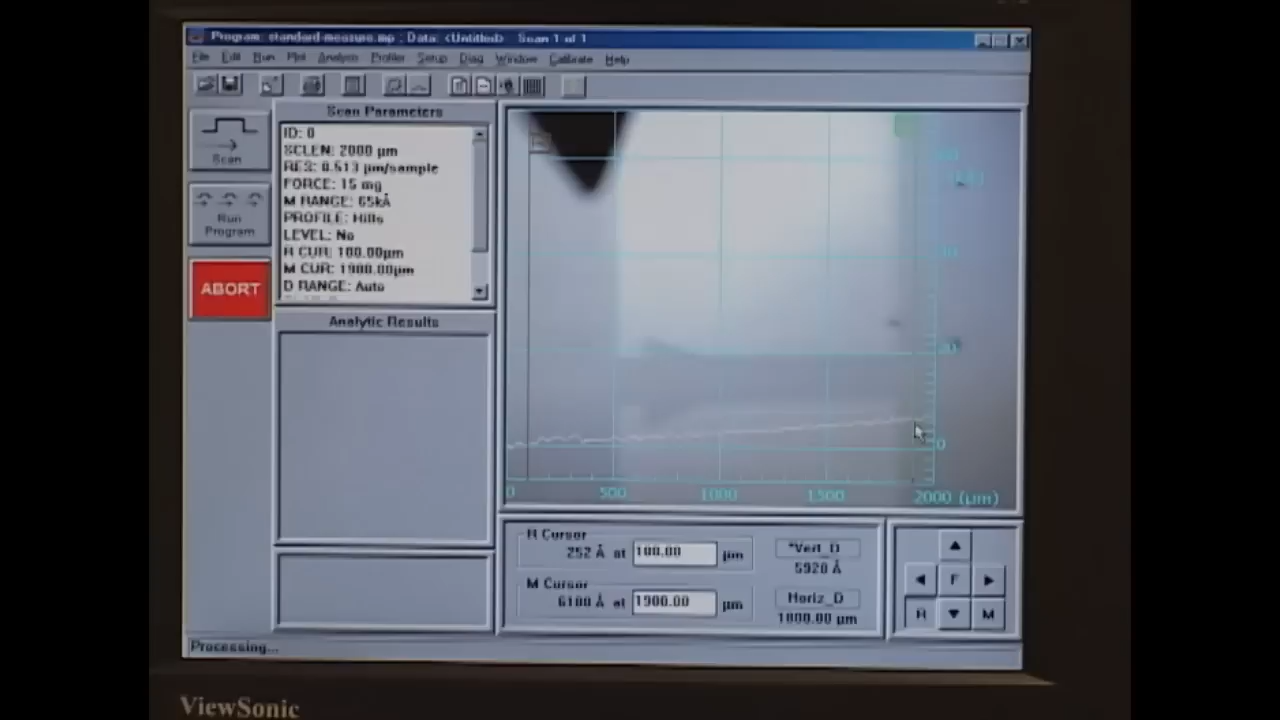 Program: standard-measure.mp : Data: <Untitled> Scan 1 of 1
File Edit Run Plot Analysis Profiler Setup Diag Window Calibrate Help
Scan
Run
Program
ABORT
Scan Parameters
ID: 0
SCLEN: 2000 µm
RES: 0.513 µm/sample
FORCE: 15 mg
M RANGE: 65kÅ
PROFILE: Hills
LEVEL: No
R CUR: 100.00µm
M CUR: 1900.00µm
D RANGE: Auto
Analytic Results
0
0 500 1000 1500 2000 (µm)
R Cursor
252 Å at 100.00 µm
M Cursor
6180 Å at 1900.00 µm
*Vert_D
5928 Å
Horiz_D
1800.00 µm
F
R M
Processing...
ViewSonic